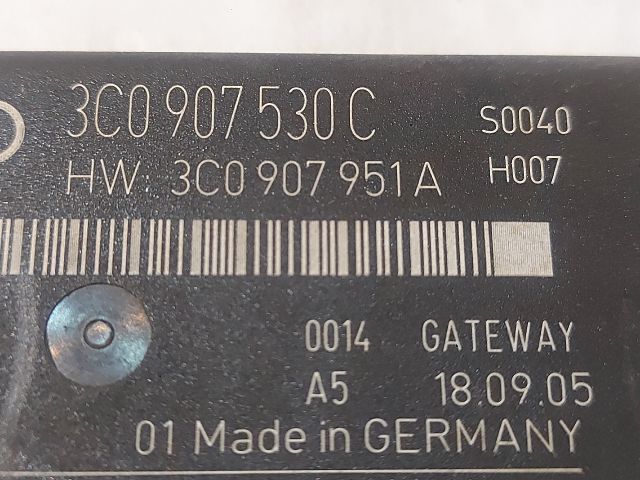 3C0 907 530 C S0040
HW: 3C0 907 951 A H007
0014 GATEWAY
A5 18.09.05
01 Made in GERMANY